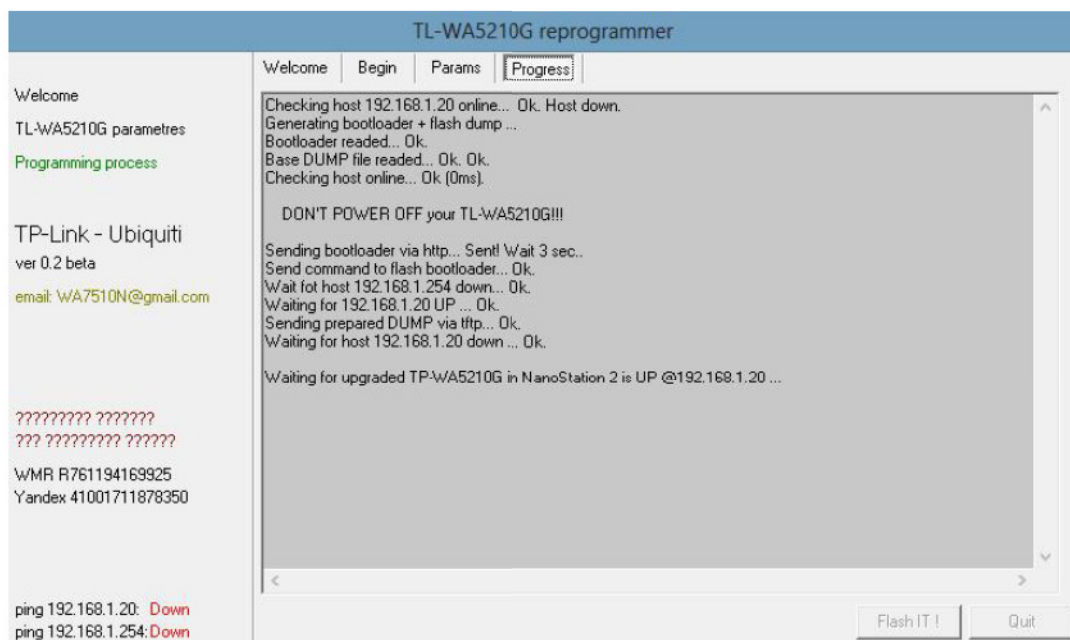 TL-WA5210G reprogrammer
Welcome
Begin
Params
Progress
Welcome
TL-WA5210G parametres
Programming process
TP-Link - Ubiquiti
ver 0.2 beta
email: WA7510N@gmail.com
????????? ???????
??? ????????? ??????
WMR R761194169925
Yandex 41001711878350
ping 192.168.1.20: Down
ping 192.168.1.254: Down
Checking host 192.168.1.20 online... Ok. Host down.
Generating bootloader + flash dump ...
Bootloader readed... Ok.
Base DUMP file readed... Ok. Ok.
Checking host online... Ok (0ms).
DON'T POWER OFF your TL-WA5210G!!!
Sending bootloader via http... Sent! Wait 3 sec..
Send command to flash bootloader... Ok.
Wait fot host 192.168.1.254 down... Ok.
Waiting for 192.168.1.20 UP ... Ok.
Sending prepared DUMP via tftp... Ok.
Waiting for host 192.168.1.20 down ... Ok.
Waiting for upgraded TP-WA5210G in NanoStation 2 is UP @192.168.1.20 ...
Flash IT !
Quit